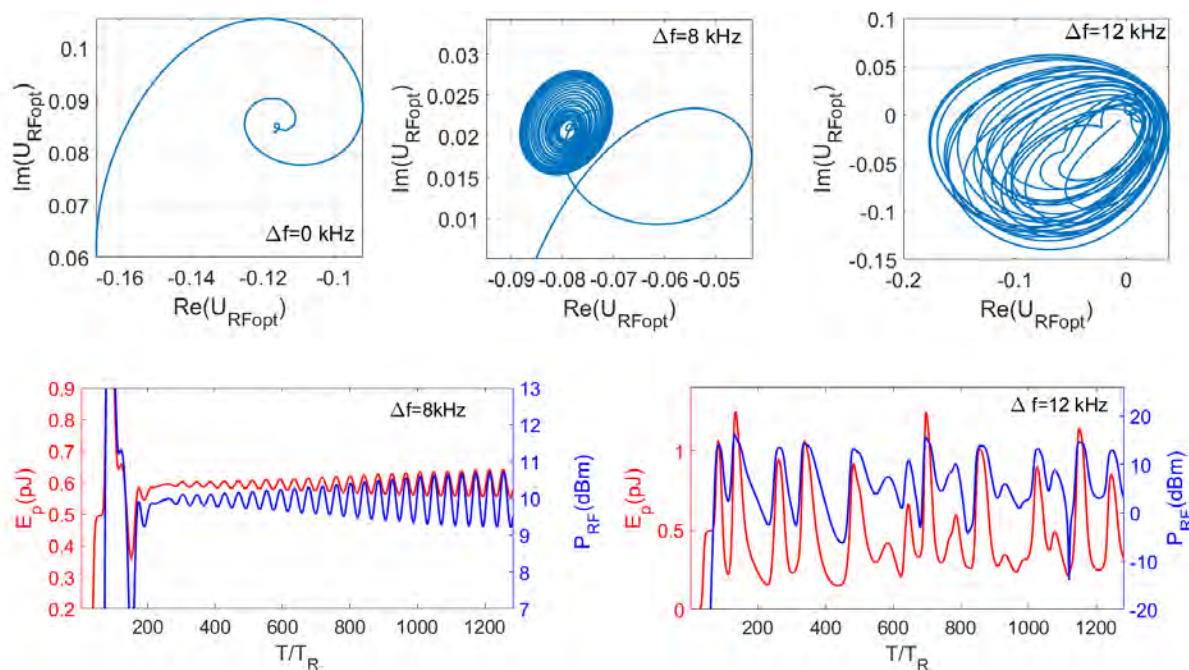 Δf=0 kHz
0.1
0.09
0.08
0.07
0.06
Im(U_RFopt)
-0.16 -0.14 -0.12 -0.1
Re(U_RFopt)
Δf=8 kHz
0.03
0.02
0.01
Im(U_RFopt)
-0.09 -0.08 -0.07 -0.06 -0.05
Re(U_RFopt)
Δf=12 kHz
0.1
0.05
0
-0.05
-0.1
-0.15
Im(U_RFopt)
-0.2 -0.1 0
Re(U_RFopt)
Δf=8kHz
0.9
0.8
0.7
0.6
0.5
0.4
0.3
0.2
E_p(pJ)
13
12
11
10
9
8
7
P_RF(dBm)
200 400 600 800 1000 1200
T/T_R
Δ f=12 kHz
1
0.5
0
E_p(pJ)
20
10
0
-10
-20
P_RF(dBm)
200 400 600 800 1000 1200
T/T_R